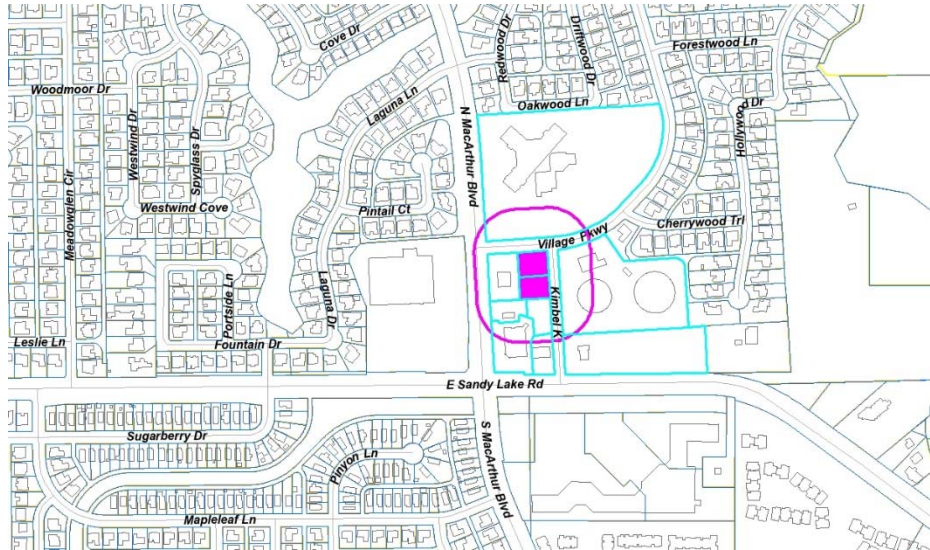 Cove Dr
Redwood Dr
Driftwood Dr
Forestwood Ln
Woodmoor Dr
Laguna Ln
Oakwood Ln
Hollywood Dr
Westwind Dr
Spyglass Dr
N MacArthur Blvd
Meadowglen Cir
Westwind Cove
Pintail Ct
Cherrywood Trl
Village Pkwy
Portside Ln
Laguna Dr
Kimbel K
Leslie Ln
Fountain Dr
E Sandy Lake Rd
Sugarberry Dr
Pinyon Ln
S MacArthur Blvd
Mapleleaf Ln